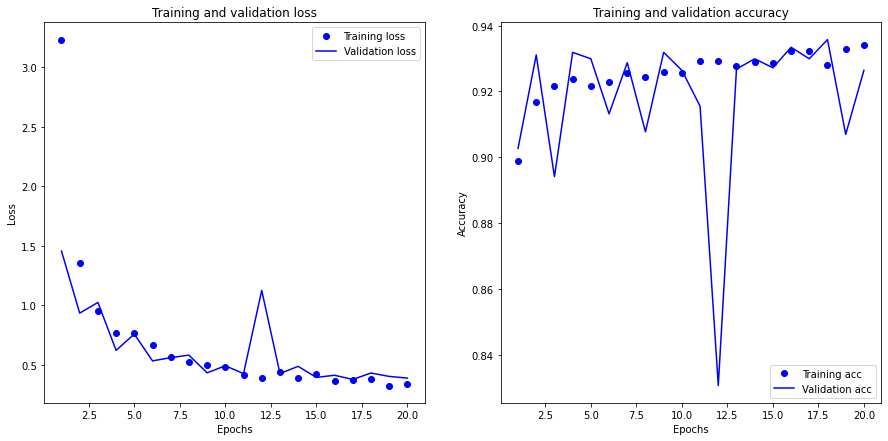 Training and validation loss
Training loss
Validation loss
3.0
2.5
2.0
1.5
1.0
0.5
Loss
2.5
5.0
7.5
10.0
12.5
15.0
17.5
20.0
Epochs
Training and validation accuracy
0.94
0.92
0.90
0.88
0.86
0.84
Accuracy
Training acc
Validation acc
2.5
5.0
7.5
10.0
12.5
15.0
17.5
20.0
Epochs